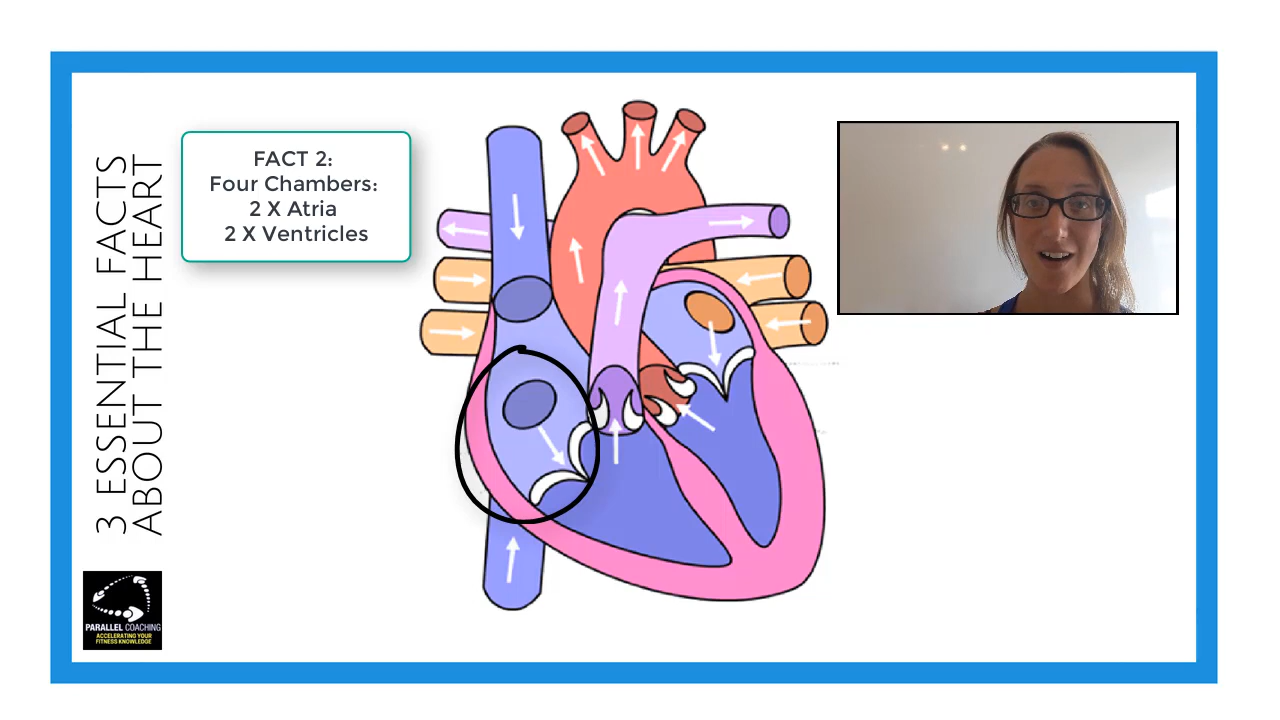 3 ESSENTIAL FACTS
ABOUT THE HEART
FACT 2:
Four Chambers:
2 X Atria
2 X Ventricles
PARALLEL COACHING
ACCELERATING YOUR
FITNESS KNOWLEDGE